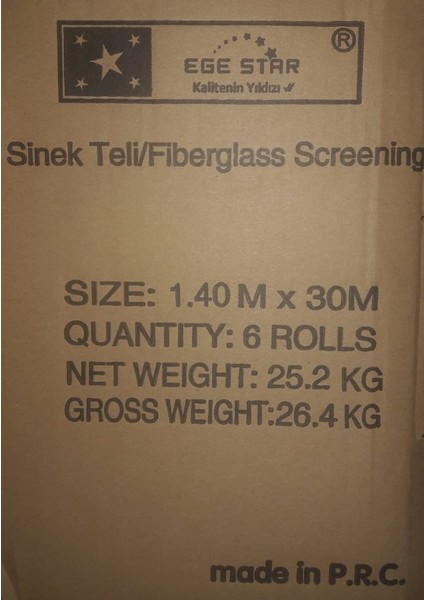 EGE STAR ®
Kalitenin Yıldızı
Sinek Teli/Fiberglass Screening
SIZE: 1.40 M x 30M
QUANTITY: 6 ROLLS
NET WEIGHT: 25.2 KG
GROSS WEIGHT:26.4 KG
made in P.R.C.